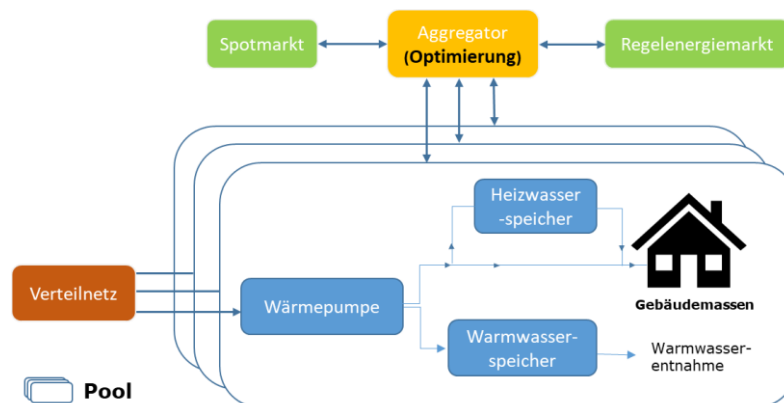 Aggregator
(Optimierung)
Spotmarkt
Regelenergiemarkt
Heizwasser
-speicher
Verteilnetz
Wärmepumpe
Gebäudemassen
Warmwasser-
speicher
Warmwasser-
entnahme
Pool